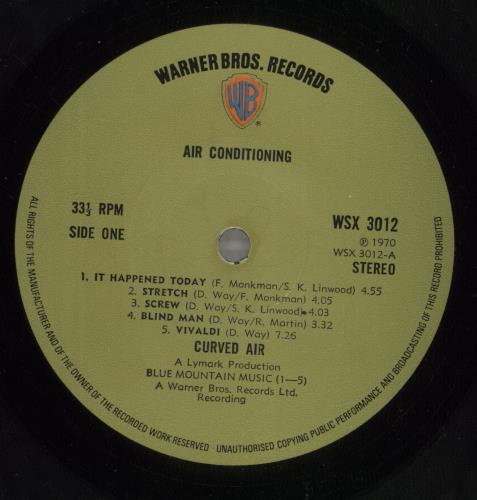 WARNER BROS. RECORDS
WB
®
AIR CONDITIONING
33⅓ RPM
SIDE ONE
WSX 3012
℗ 1970
WSX 3012-A
STEREO
1. IT HAPPENED TODAY (F. Monkman/S. K. Linwood) 4.55
2. STRETCH (D. Way/F. Monkman) 4.05
3. SCREW (D. Way/S. K. Linwood) 4.03
4. BLIND MAN (D. Way/R. Martin) 3.32
5. VIVALDI (D. Way) 7.26
CURVED AIR
A Lymark Production
BLUE MOUNTAIN MUSIC (1—5)
A Warner Bros. Records Ltd.
Recording
ALL RIGHTS OF THE MANUFACTURER AND OF THE OWNER OF THE RECORDED WORK RESERVED · UNAUTHORISED COPYING PUBLIC PERFORMANCE AND BROADCASTING OF THIS RECORD PROHIBITED